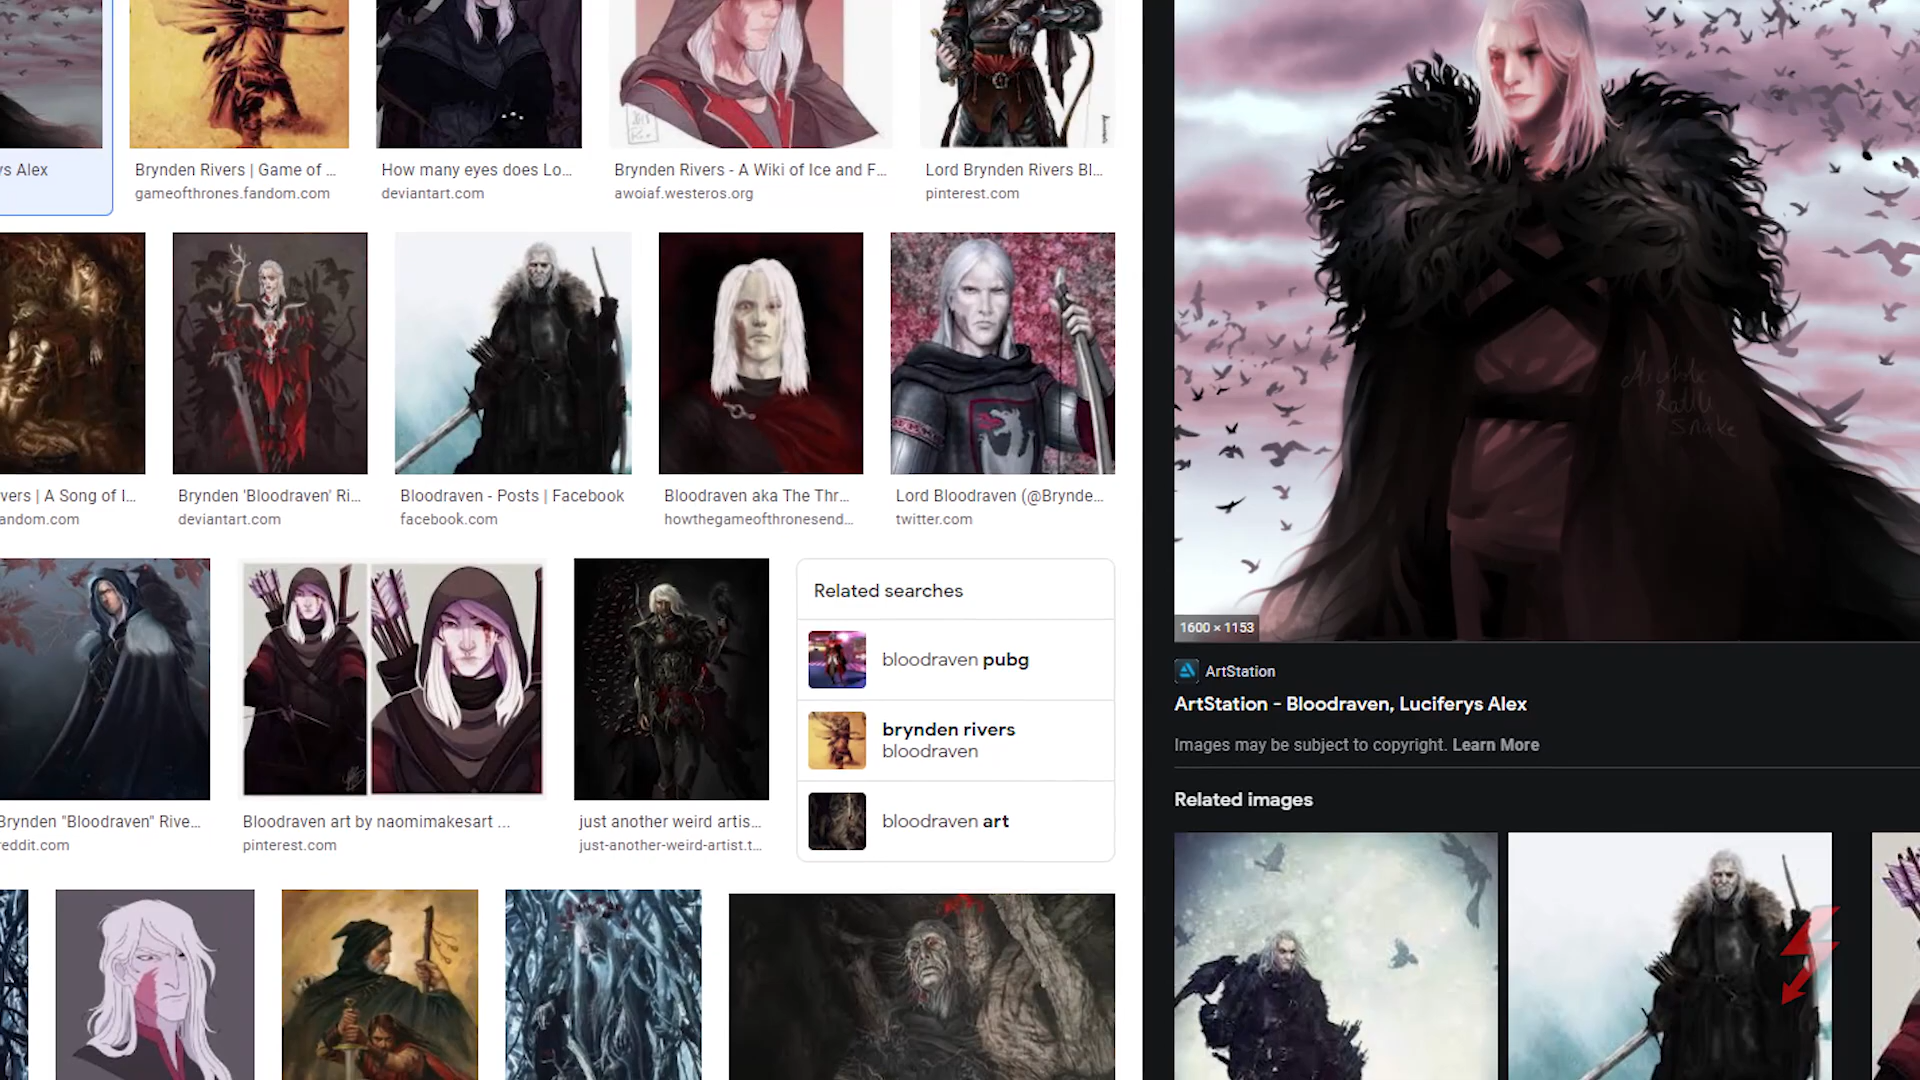 ys Alex
Brynden Rivers | Game of ...
gameofthrones.fandom.com
How many eyes does Lo...
deviantart.com
Brynden Rivers - A Wiki of Ice and F...
awoiaf.westeros.org
Lord Brynden Rivers Bl...
pinterest.com
vers | A Song of I...
andom.com
Brynden 'Bloodraven' Ri...
deviantart.com
Bloodraven - Posts | Facebook
facebook.com
Bloodraven aka The Thr...
howthegameofthronesend...
Lord Bloodraven (@Brynde...
twitter.com
Brynden "Bloodraven" Rive...
reddit.com
Bloodraven art by naomimakesart ...
pinterest.com
just another weird artis...
just-another-weird-artist.t...
Related searches
bloodraven pubg
brynden rivers
bloodraven
bloodraven art
1600 × 1153
ArtStation
ArtStation - Bloodraven, Luciferys Alex
Images may be subject to copyright. Learn More
Related images